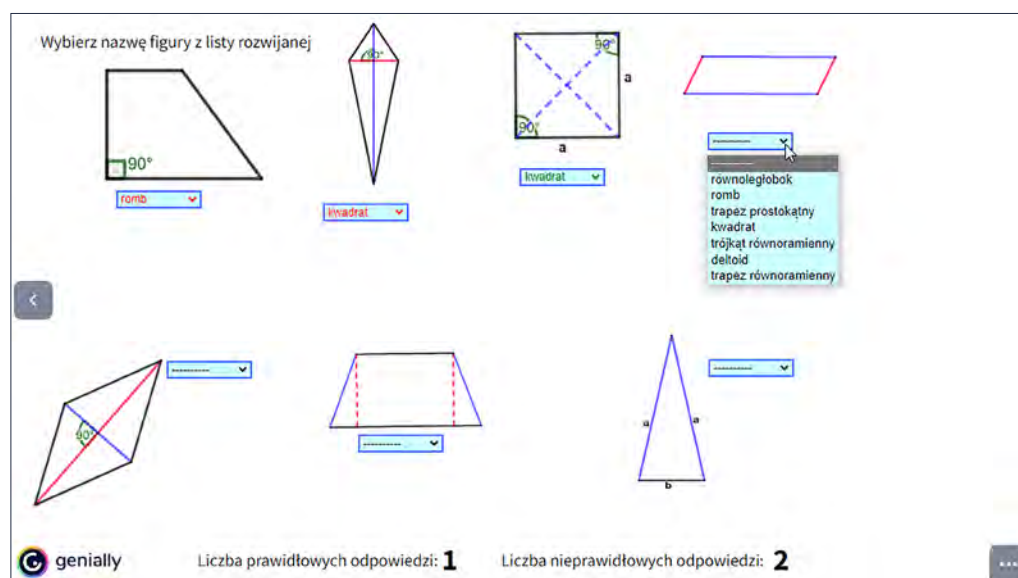 Wybierz nazwę figury z listy rozwijanej
90°
romb
90°
kwadrat
90°
a
90°
a
kwadrat
----------
----------
równoległobok
romb
trapez prostokątny
kwadrat
trójkąt równoramienny
deltoid
trapez równoramienny
----------
90°
----------
----------
a
a
b
genially
Liczba prawidłowych odpowiedzi: 1
Liczba nieprawidłowych odpowiedzi: 2